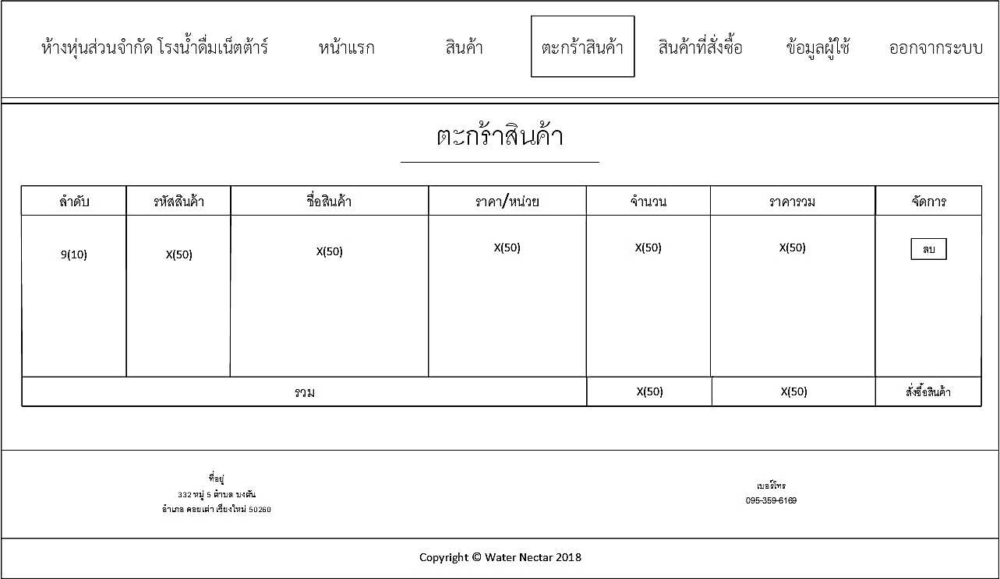 ห้างหุ้นส่วนจำกัด โรงน้ำดื่มเน็ตต้าร์ หน้าแรก สินค้า ตะกร้าสินค้า สินค้าที่สั่งซื้อ ข้อมูลผู้ใช้ ออกจากระบบ
ตะกร้าสินค้า
ลำดับ รหัสสินค้า ชื่อสินค้า ราคา/หน่วย จำนวน ราคารวม จัดการ
9(10) X(50) X(50) X(50) X(50) X(50) ลบ
รวม X(50) X(50) สั่งซื้อสินค้า
ที่อยู่
332 หมู่ 5 ตำบล บงตัน
อำเภอ ดอยเต่า เชียงใหม่ 50260
เบอร์โทร
095-359-6169
Copyright © Water Nectar 2018